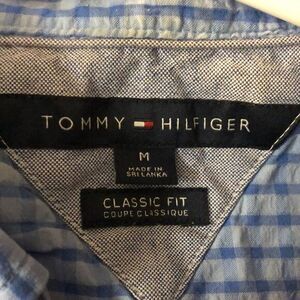 TOMMY HILFIGER
M
MADE IN
SRI LANKA
CLASSIC FIT
COUPE CLASSIQUE